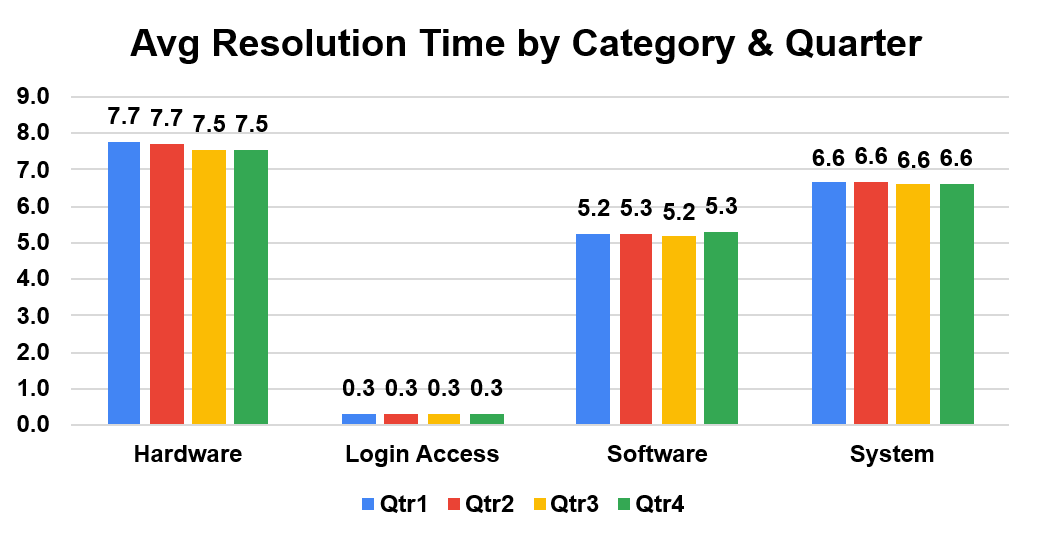 Avg Resolution Time by Category & Quarter
9.0
8.0
7.0
6.0
5.0
4.0
3.0
2.0
1.0
0.0
7.7 7.7 7.5 7.5
0.3 0.3 0.3 0.3
5.2 5.3 5.2 5.3
6.6 6.6 6.6 6.6
Hardware Login Access Software System
Qtr1 Qtr2 Qtr3 Qtr4